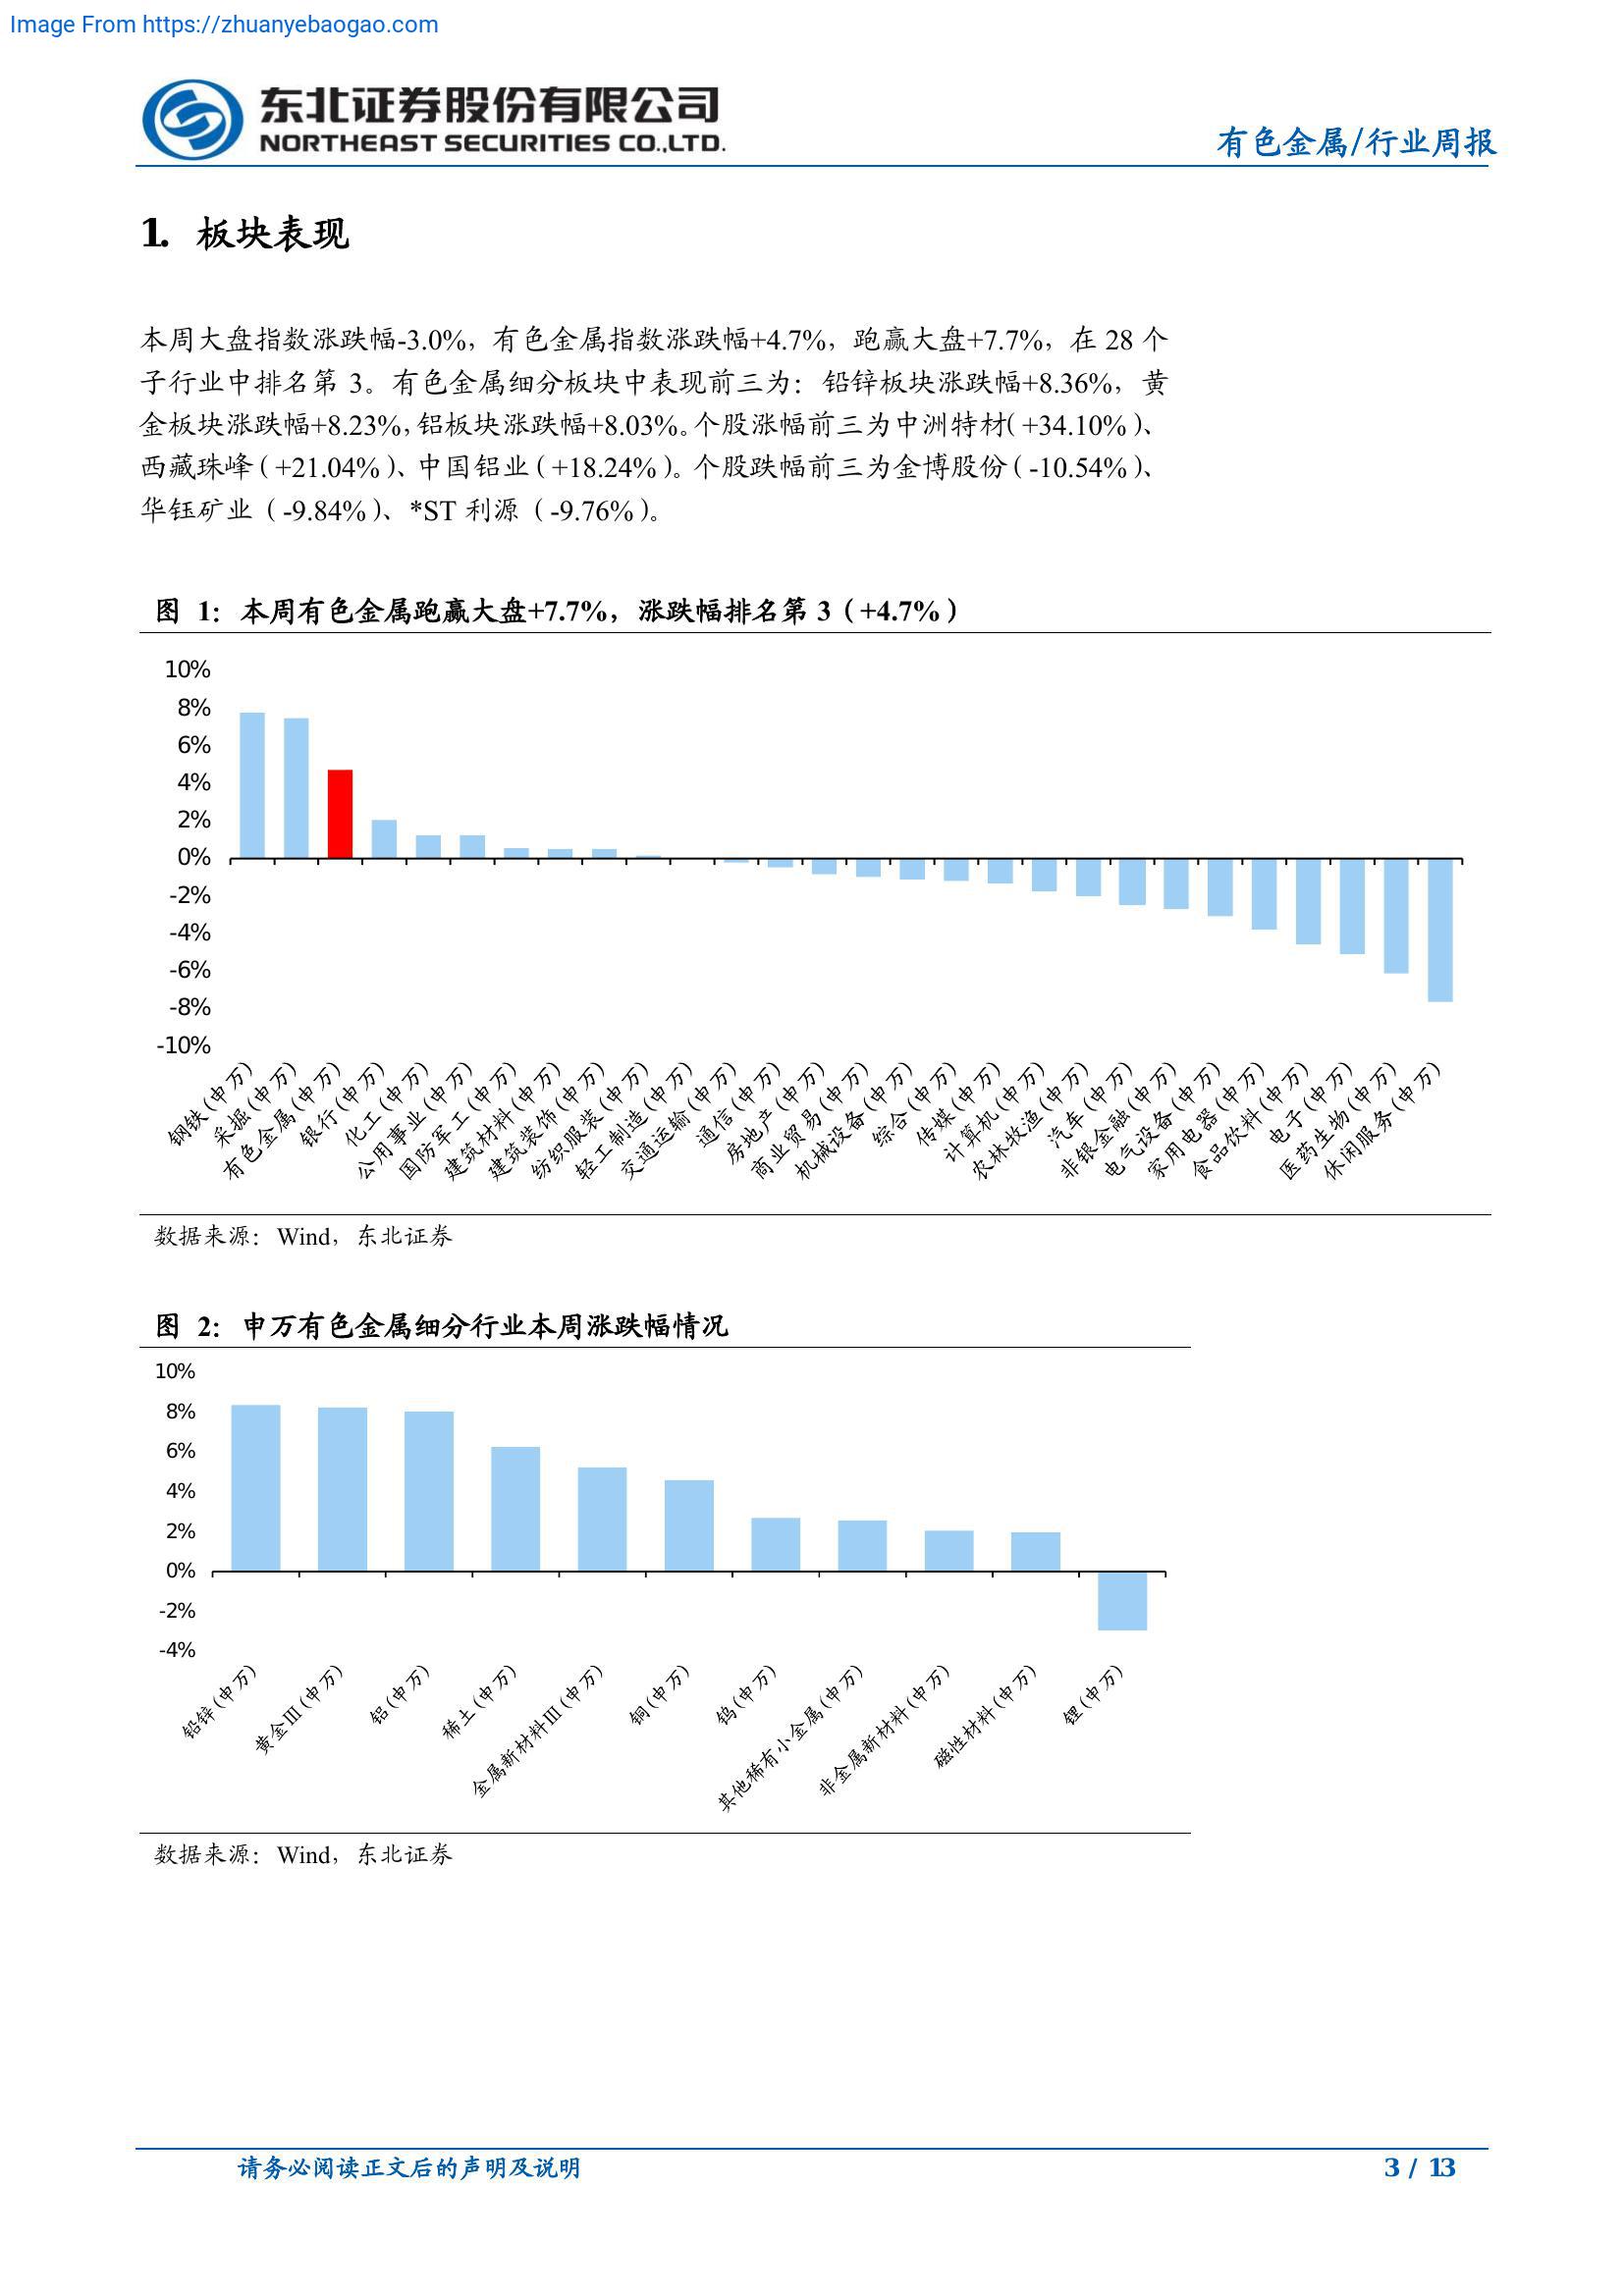 Image From https://zhuanyebaogao.com
东北证券股份有限公司
NORTHEAST SECURITIES CO.,LTD.
有色金属/行业周报
1. 板块表现
本周大盘指数涨跌幅-3.0%，有色金属指数涨跌幅+4.7%，跑赢大盘+7.7%，在 28 个
子行业中排名第 3。有色金属细分板块中表现前三为：铅锌板块涨跌幅+8.36%，黄
金板块涨跌幅+8.23%，铝板块涨跌幅+8.03%。个股涨幅前三为中洲特材（+34.10%）、
西藏珠峰（+21.04%）、中国铝业（+18.24%）。个股跌幅前三为金博股份（-10.54%）、
华钰矿业（-9.84%）、*ST 利源（-9.76%）。
图 1：本周有色金属跑赢大盘+7.7%，涨跌幅排名第 3（+4.7%）
10%
8%
6%
4%
2%
0%
-2%
-4%
-6%
-8%
-10%
钢铁(申万)
采掘(申万)
有色金属(申万)
银行(申万)
化工(申万)
公用事业(申万)
国防军工(申万)
建筑材料(申万)
建筑装饰(申万)
纺织服装(申万)
轻工制造(申万)
交通运输(申万)
通信(申万)
房地产(申万)
商业贸易(申万)
机械设备(申万)
综合(申万)
传媒(申万)
计算机(申万)
农林牧渔(申万)
汽车(申万)
非银金融(申万)
电气设备(申万)
家用电器(申万)
食品饮料(申万)
电子(申万)
医药生物(申万)
休闲服务(申万)
数据来源：Wind，东北证券
图 2：申万有色金属细分行业本周涨跌幅情况
10%
8%
6%
4%
2%
0%
-2%
-4%
铅锌(申万)
黄金Ⅲ(申万)
铝(申万)
稀土(申万)
金属新材料Ⅲ(申万)
铜(申万)
钨(申万)
其他稀有小金属(申万)
非金属新材料(申万)
磁性材料(申万)
锂(申万)
数据来源：Wind，东北证券
请务必阅读正文后的声明及说明
3 / 13